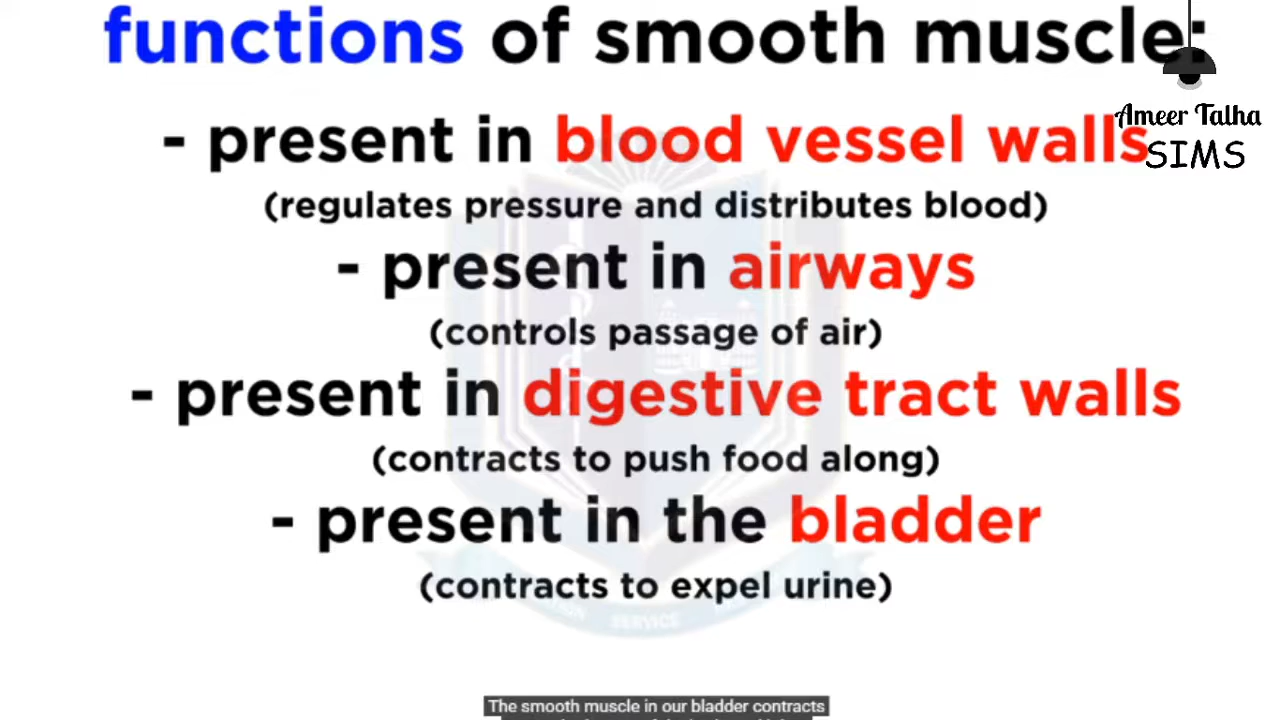 functions of smooth muscle:
Ameer Talha
SIMS
- present in blood vessel walls
(regulates pressure and distributes blood)
- present in airways
(controls passage of air)
- present in digestive tract walls
(contracts to push food along)
- present in the bladder
(contracts to expel urine)
SERVICE
The smooth muscle in our bladder contracts